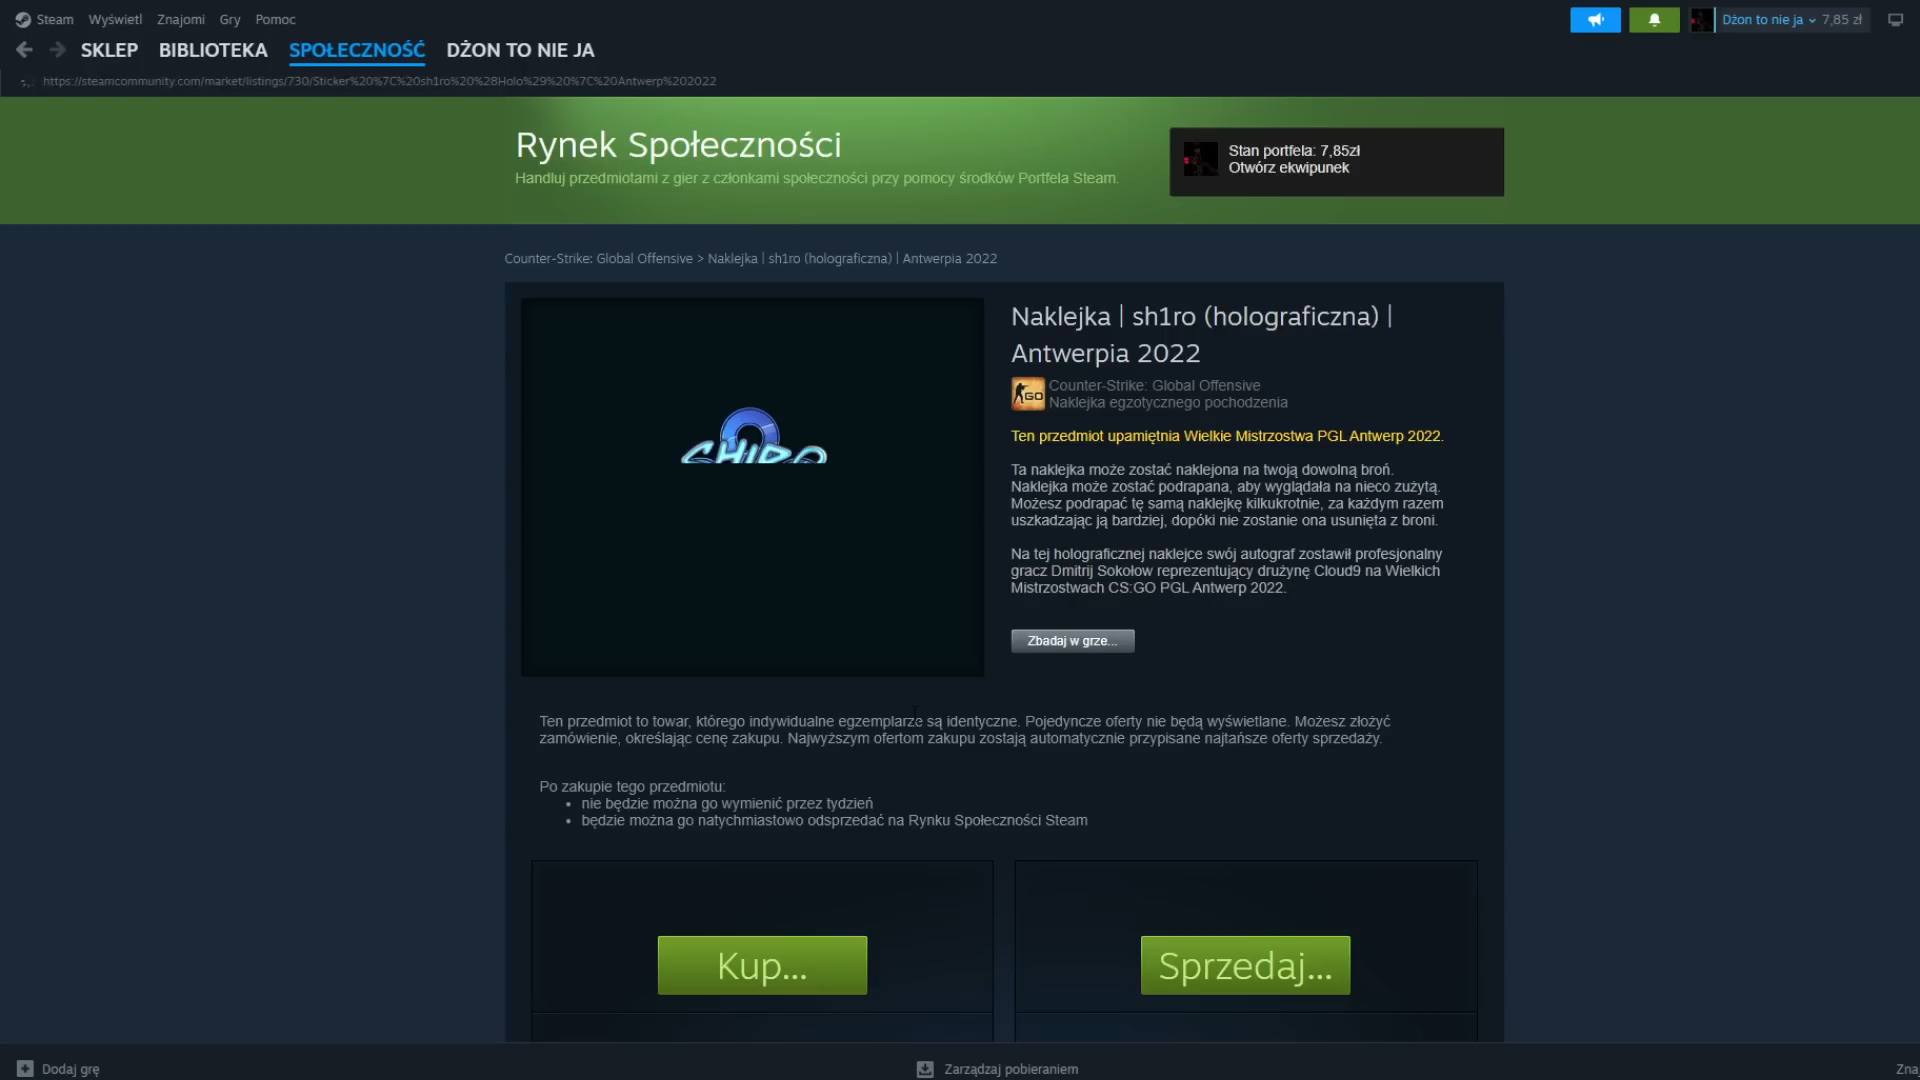 Steam Wyświetl Znajomi Gry Pomoc
Dżon to nie ja 7,85 zł
SKLEP BIBLIOTEKA SPOŁECZNOŚĆ DŻON TO NIE JA
https://steamcommunity.com/market/listings/730/Sticker%20%7C%20sh1ro%20%28Holo%29%20%7C%20Antwerp%202022
Rynek Społeczności
Handluj przedmiotami z gier z członkami społeczności przy pomocy środków Portfela Steam.
Stan portfela: 7,85zł
Otwórz ekwipunek
Counter-Strike: Global Offensive > Naklejka | sh1ro (holograficzna) | Antwerpia 2022
Naklejka | sh1ro (holograficzna) |
Antwerpia 2022
GO
Counter-Strike: Global Offensive
Naklejka egzotycznego pochodzenia
Ten przedmiot upamiętnia Wielkie Mistrzostwa PGL Antwerp 2022.
Ta naklejka może zostać naklejona na twoją dowolną broń.
Naklejka może zostać podrapana, aby wyglądała na nieco zużytą.
Możesz podrapać tę samą naklejkę kilkukrotnie, za każdym razem
uszkadzając ją bardziej, dopóki nie zostanie ona usunięta z broni.
Na tej holograficznej naklejce swój autograf zostawił profesjonalny
gracz Dmitrij Sokołow reprezentujący drużynę Cloud9 na Wielkich
Mistrzostwach CS:GO PGL Antwerp 2022.
Zbadaj w grze...
Ten przedmiot to towar, którego indywidualne egzemplarze są identyczne. Pojedyncze oferty nie będą wyświetlane. Możesz złożyć
zamówienie, określając cenę zakupu. Najwyższym ofertom zakupu zostają automatycznie przypisane najtańsze oferty sprzedaży.
Po zakupie tego przedmiotu:
• nie będzie można go wymienić przez tydzień
• będzie można go natychmiastowo odsprzedać na Rynku Społeczności Steam
Kup...
Sprzedaj...
Dodaj grę
Zarządzaj pobieraniem
Zna